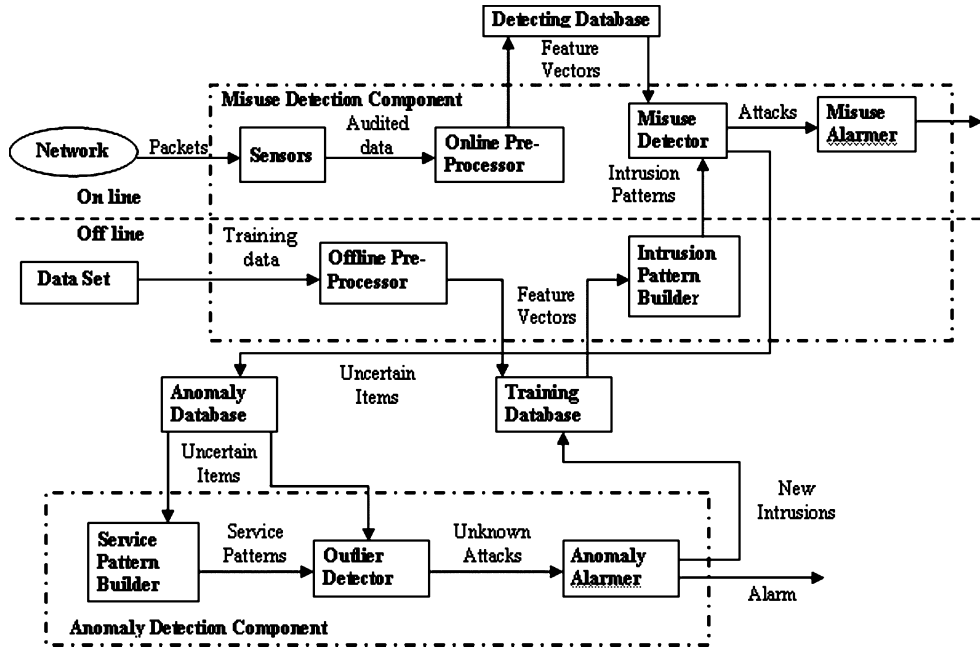 Detecting Database
Feature
Vectors
Misuse Detection Component
Network
Packets
Sensors
Audited
data
Online Pre-
Processor
Misuse
Detector
Attacks
Misuse
Alarmer
Intrusion
Patterns
On line
Off line
Data Set
Training
data
Offline Pre-
Processor
Feature
Vectors
Intrusion
Pattern
Builder
Anomaly
Database
Uncertain
Items
Training
Database
Uncertain
Items
New
Intrusions
Service
Pattern
Builder
Service
Patterns
Outlier
Detector
Unknown
Attacks
Anomaly
Alarmer
Alarm
Anomaly Detection Component